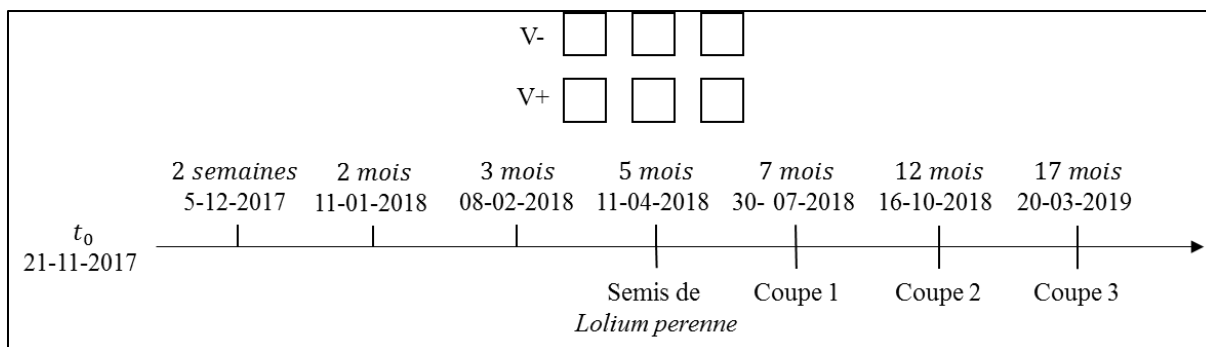 V-
V+
2 semaines 2 mois 3 mois 5 mois 7 mois 12 mois 17 mois
5-12-2017 11-01-2018 08-02-2018 11-04-2018 30- 07-2018 16-10-2018 20-03-2019
t0
21-11-2017
Semis de Coupe 1 Coupe 2 Coupe 3
Lolium perenne